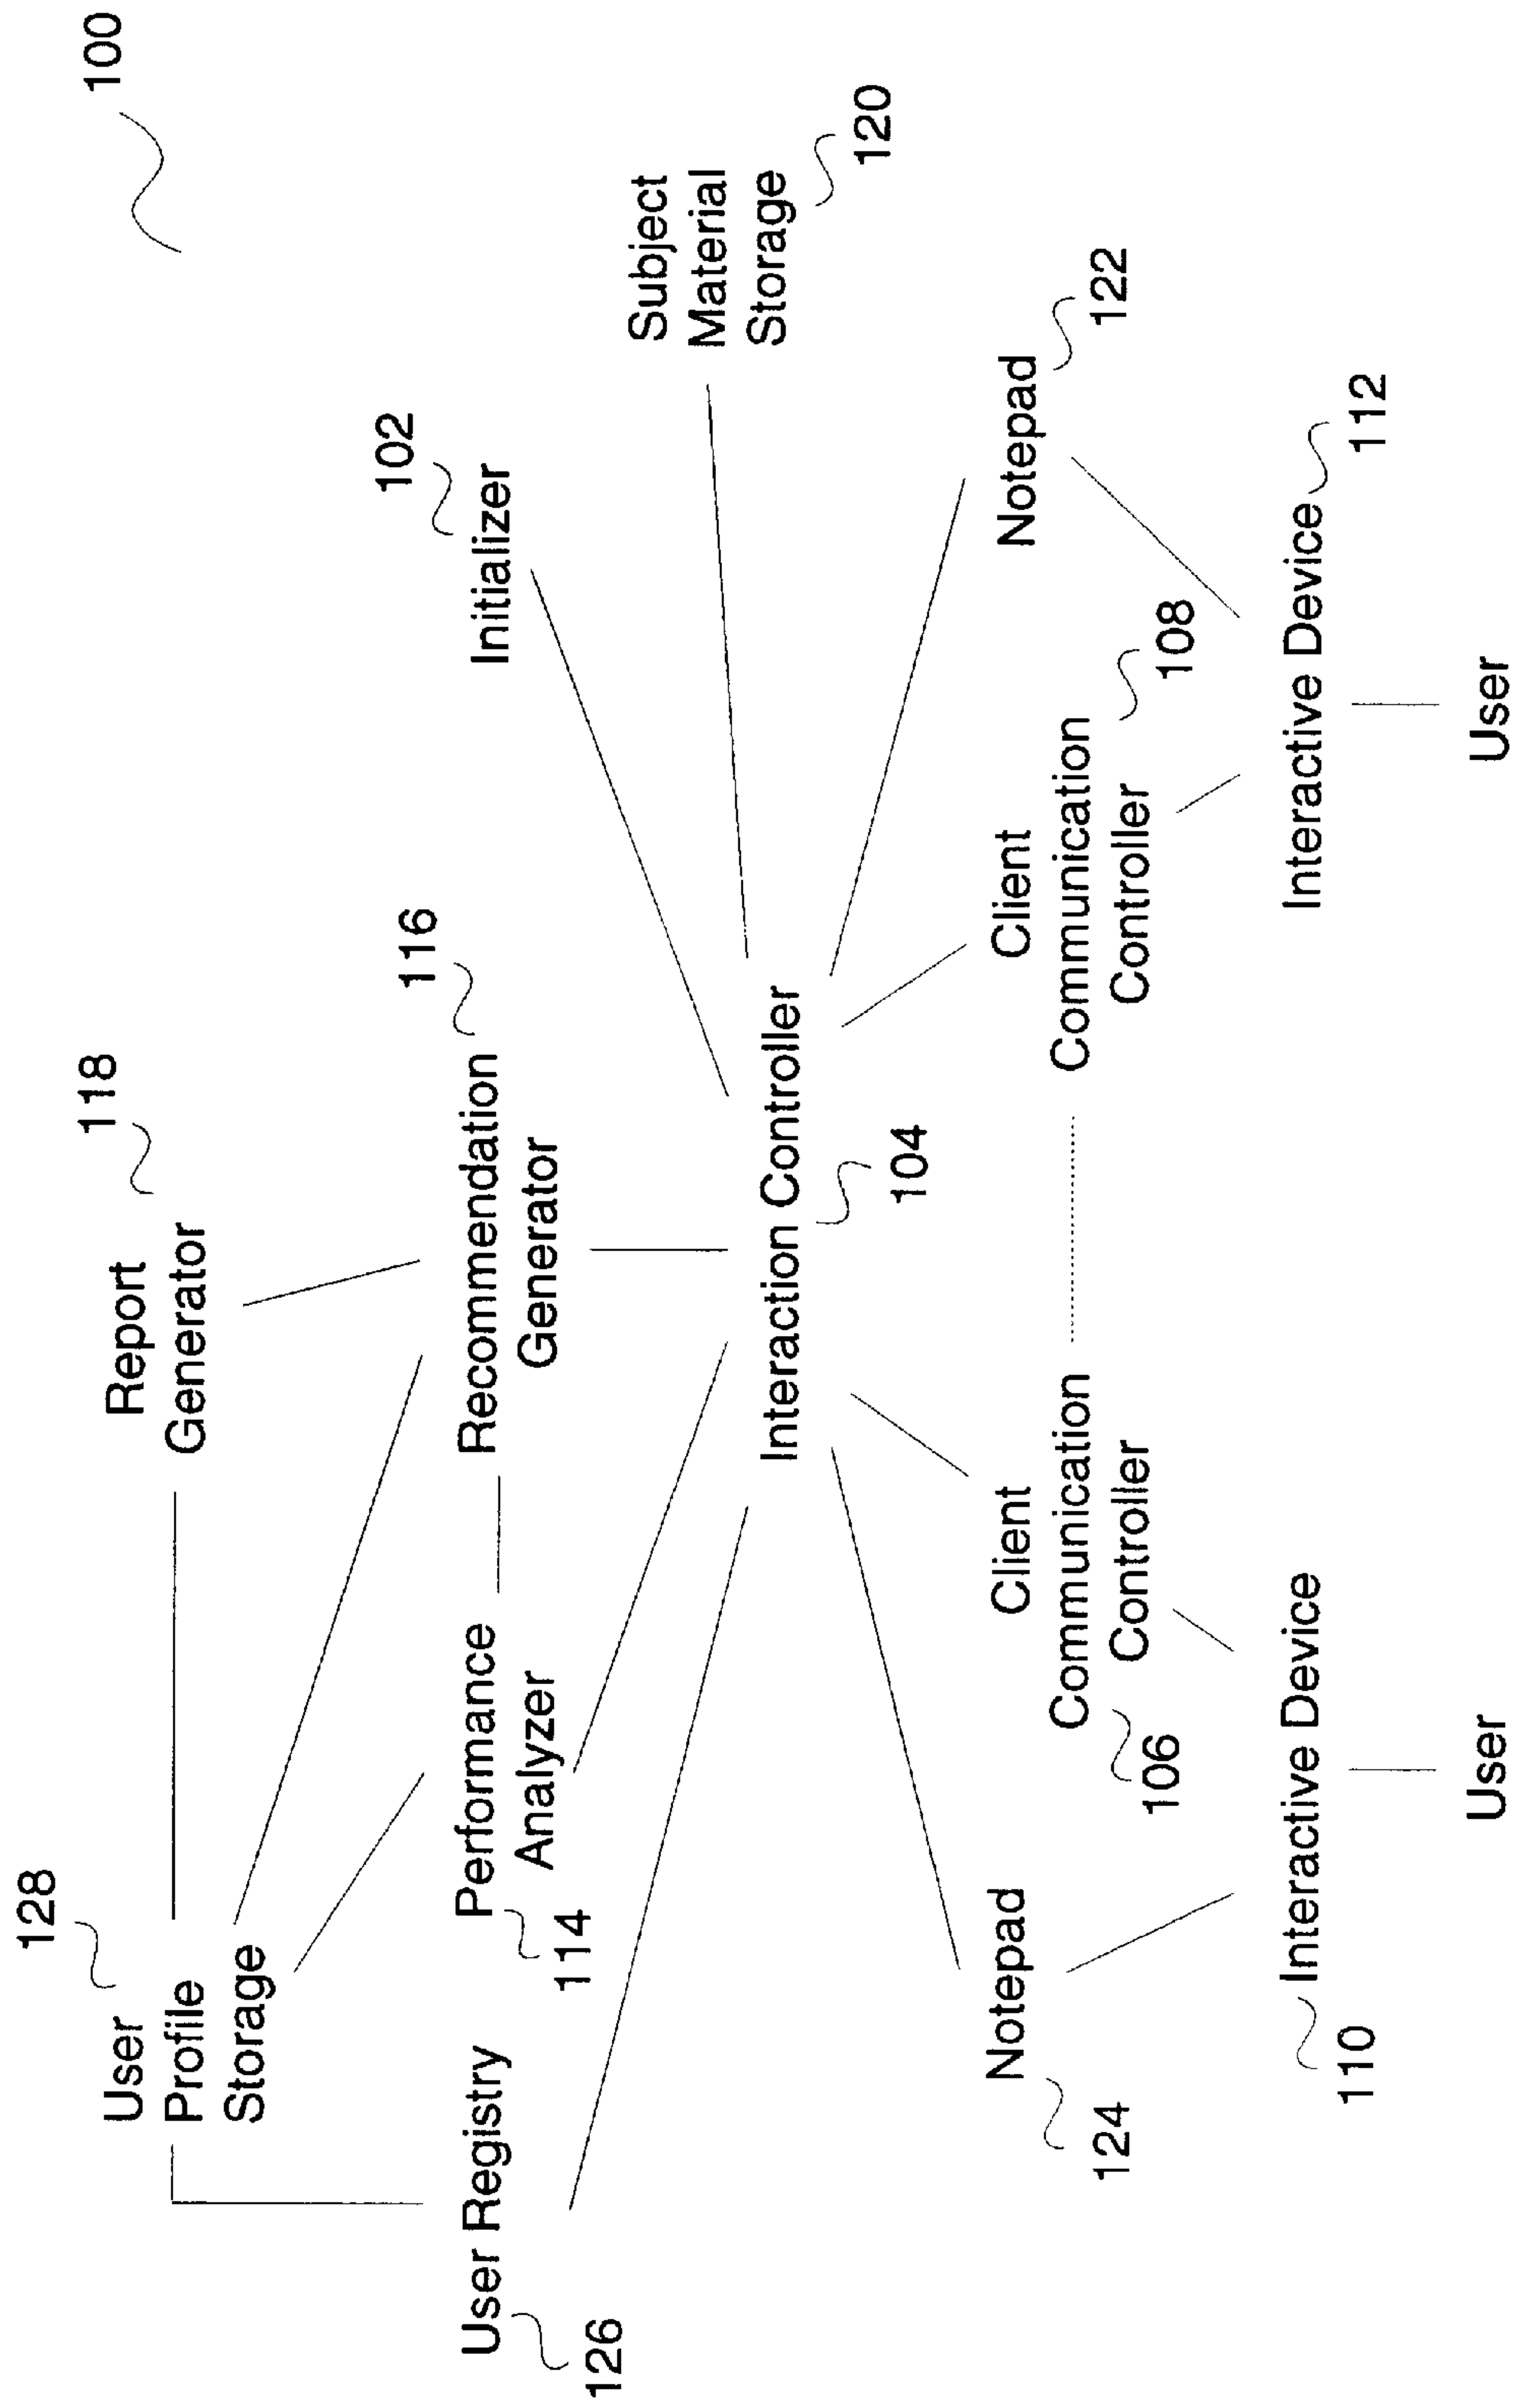 100
118
128
Report
Generator
User
Profile
Storage
102
116
Initializer
Recommendation
Generator
Performance
Analyzer
114
User Registry
126
Subject
Material
Storage
120
Interaction Controller
104
Notepad
122
Client
Communication
Controller
108
Client
Communication
Controller
106
Notepad
124
Interactive Device
112
Interactive Device
110
User
User